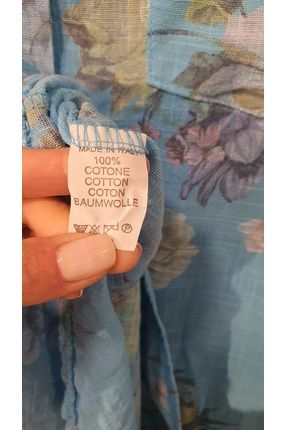 MADE IN ITALY
100%
COTONE
COTTON
COTON
BAUMWOLLE
P